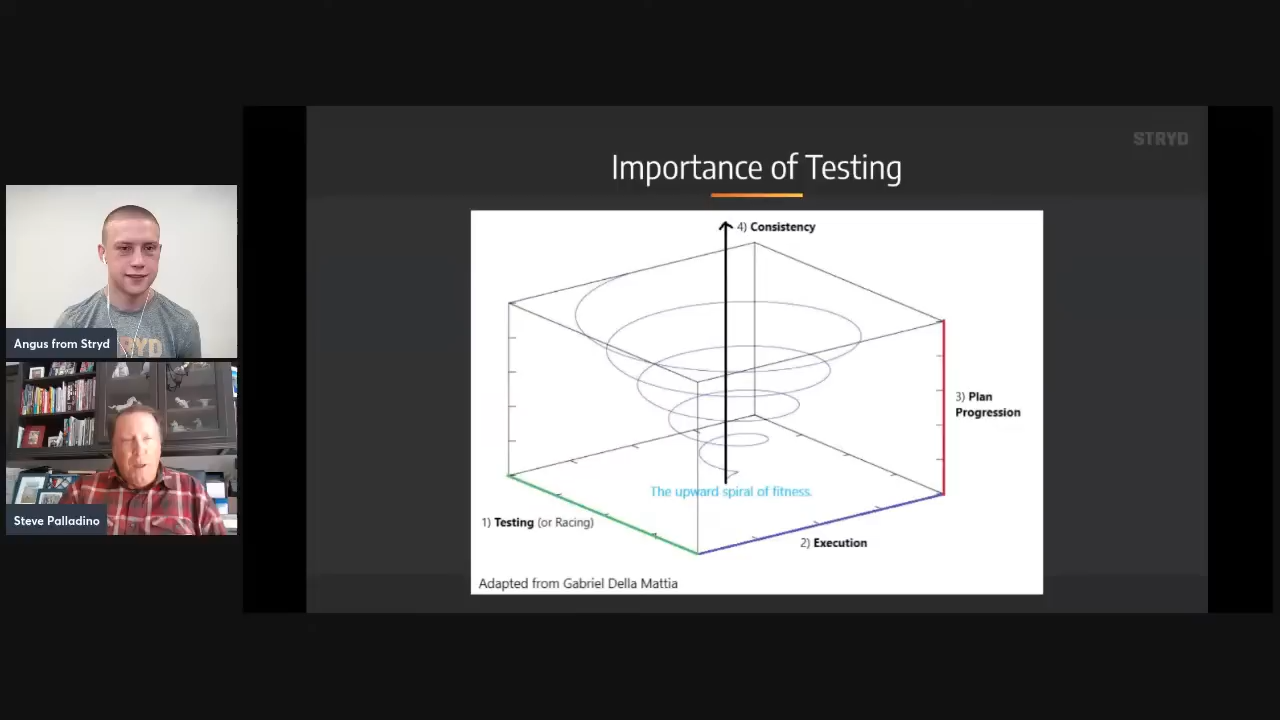 STRYD
Importance of Testing
4) Consistency
3) Plan
Progression
The upward spiral of fitness.
1) Testing (or Racing)
2) Execution
Adapted from Gabriel Della Mattia
RYD
Angus from Stryd
Steve Palladino